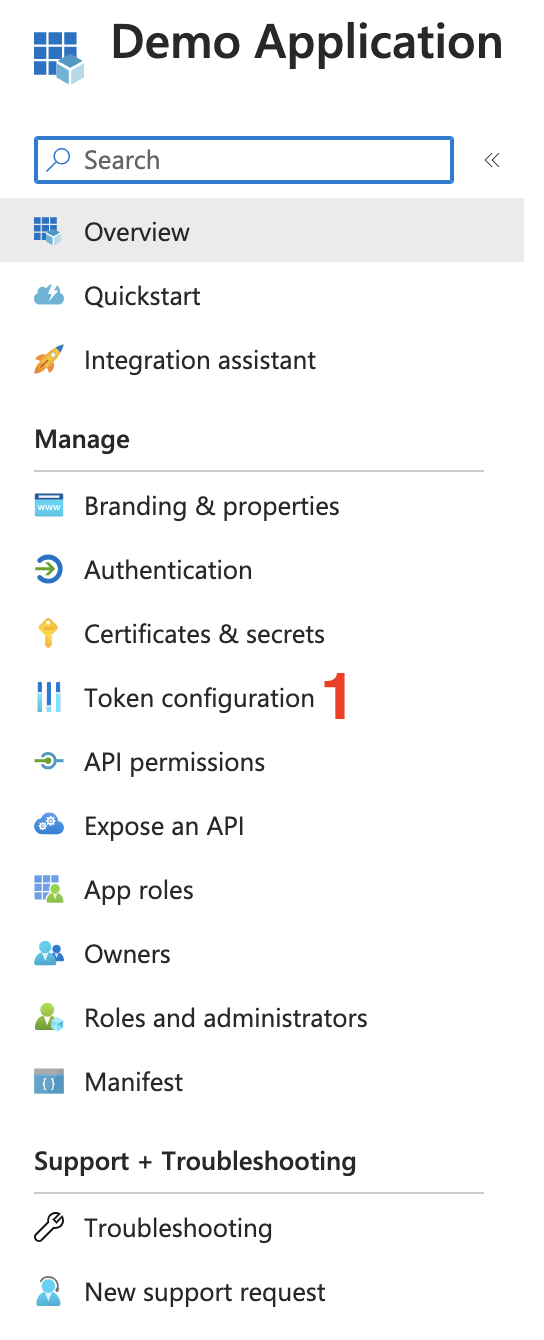 Demo Application
Search
Overview
Quickstart
Integration assistant
Manage
www
Branding & properties
Authentication
Certificates & secrets
Token configuration 1
API permissions
Expose an API
App roles
Owners
Roles and administrators
{ }
Manifest
Support + Troubleshooting
Troubleshooting
New support request